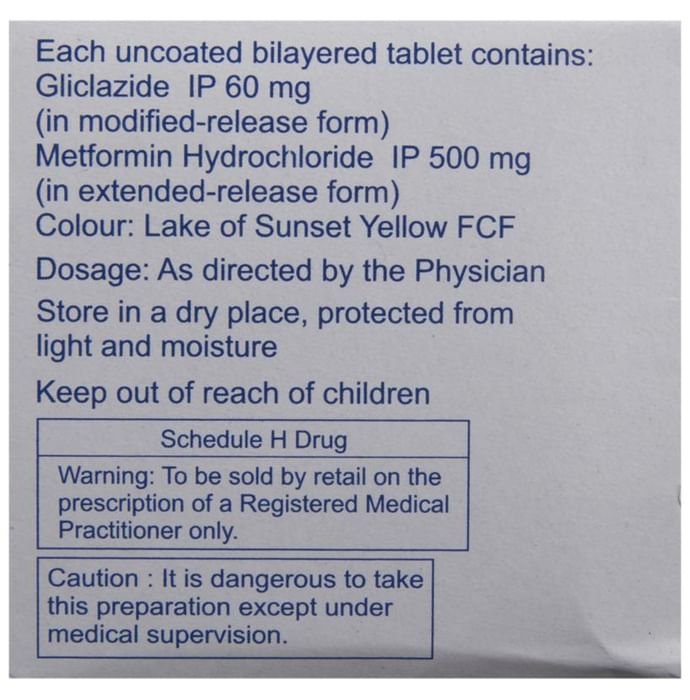 Each uncoated bilayered tablet contains:
Gliclazide IP 60 mg
(in modified-release form)
Metformin Hydrochloride IP 500 mg
(in extended-release form)
Colour: Lake of Sunset Yellow FCF
Dosage: As directed by the Physician
Store in a dry place, protected from
light and moisture
Keep out of reach of children
Schedule H Drug
Warning: To be sold by retail on the
prescription of a Registered Medical
Practitioner only.
Caution : It is dangerous to take
this preparation except under
medical supervision.